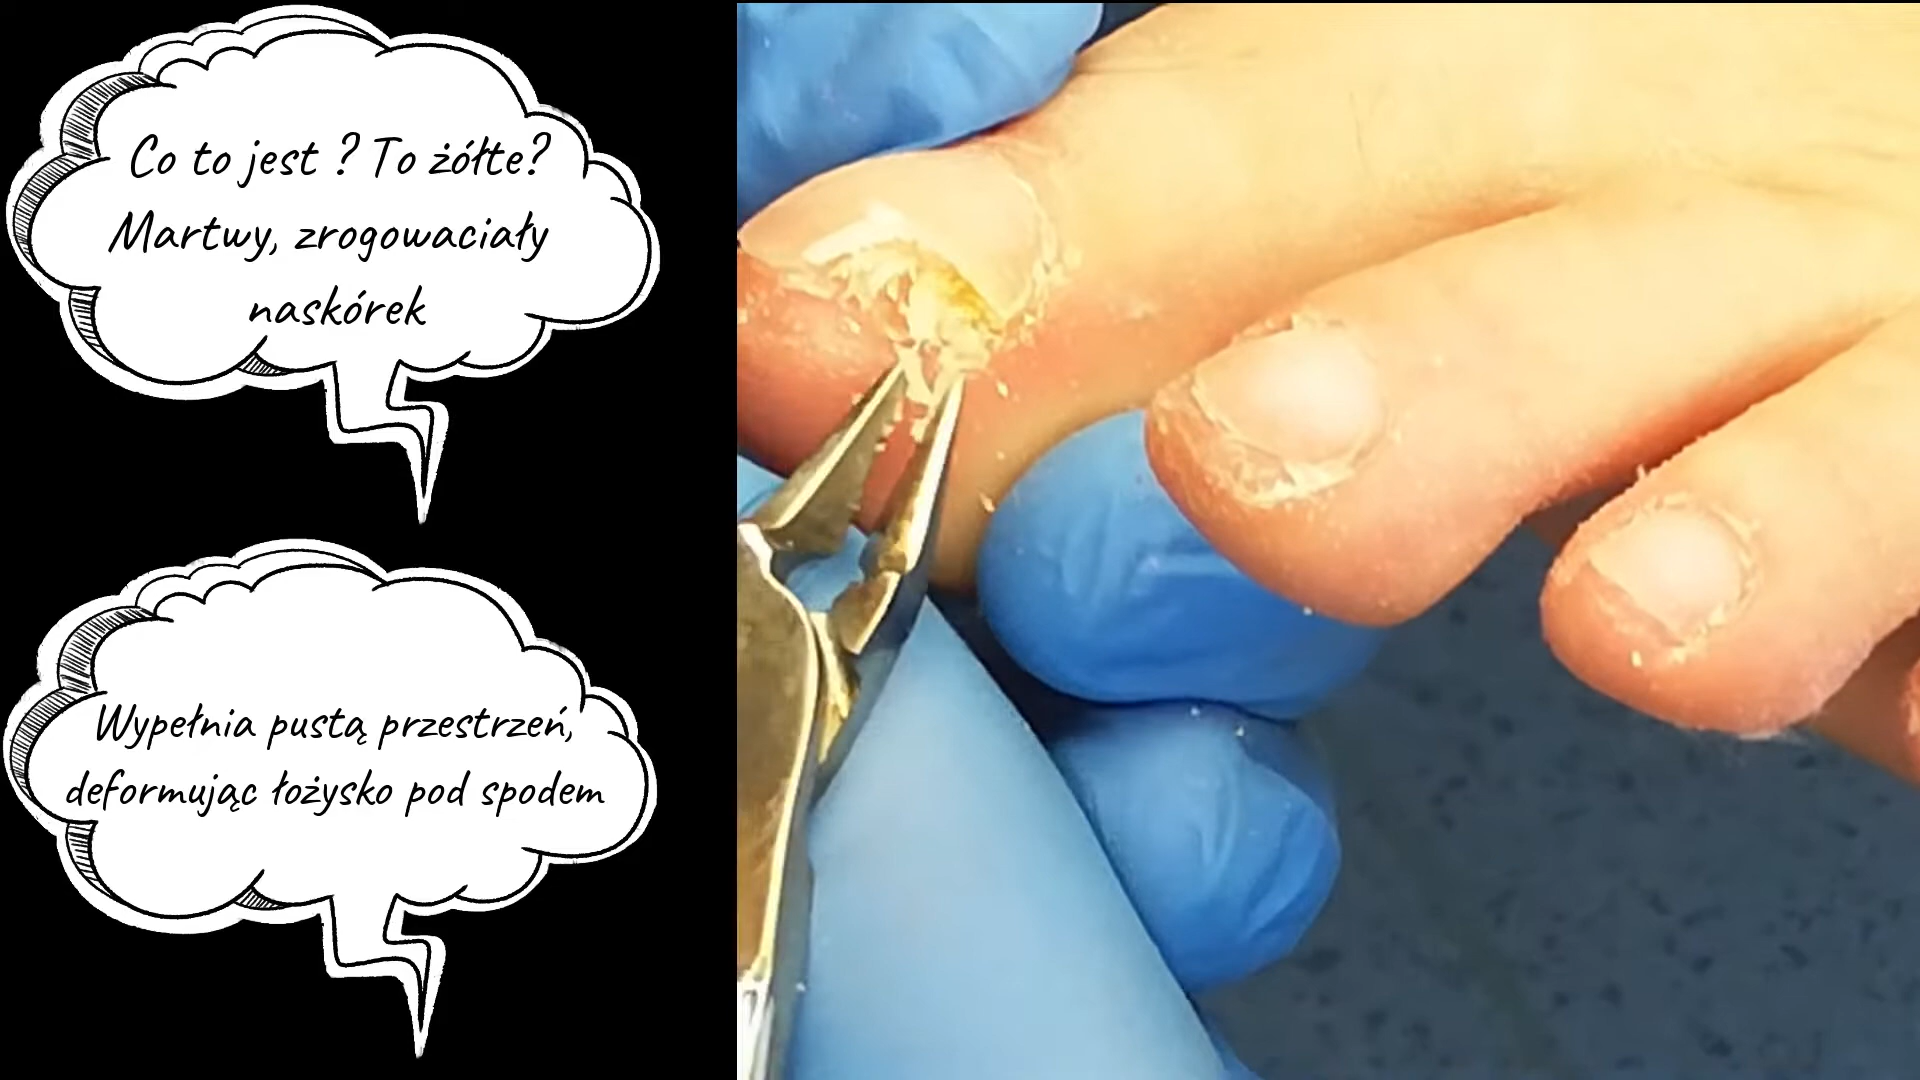 Co to jest ? To żółte?
Martwy, zrogowaciały
naskórek
Wypełnia pustą przestrzeń,
deformując łożysko pod spodem